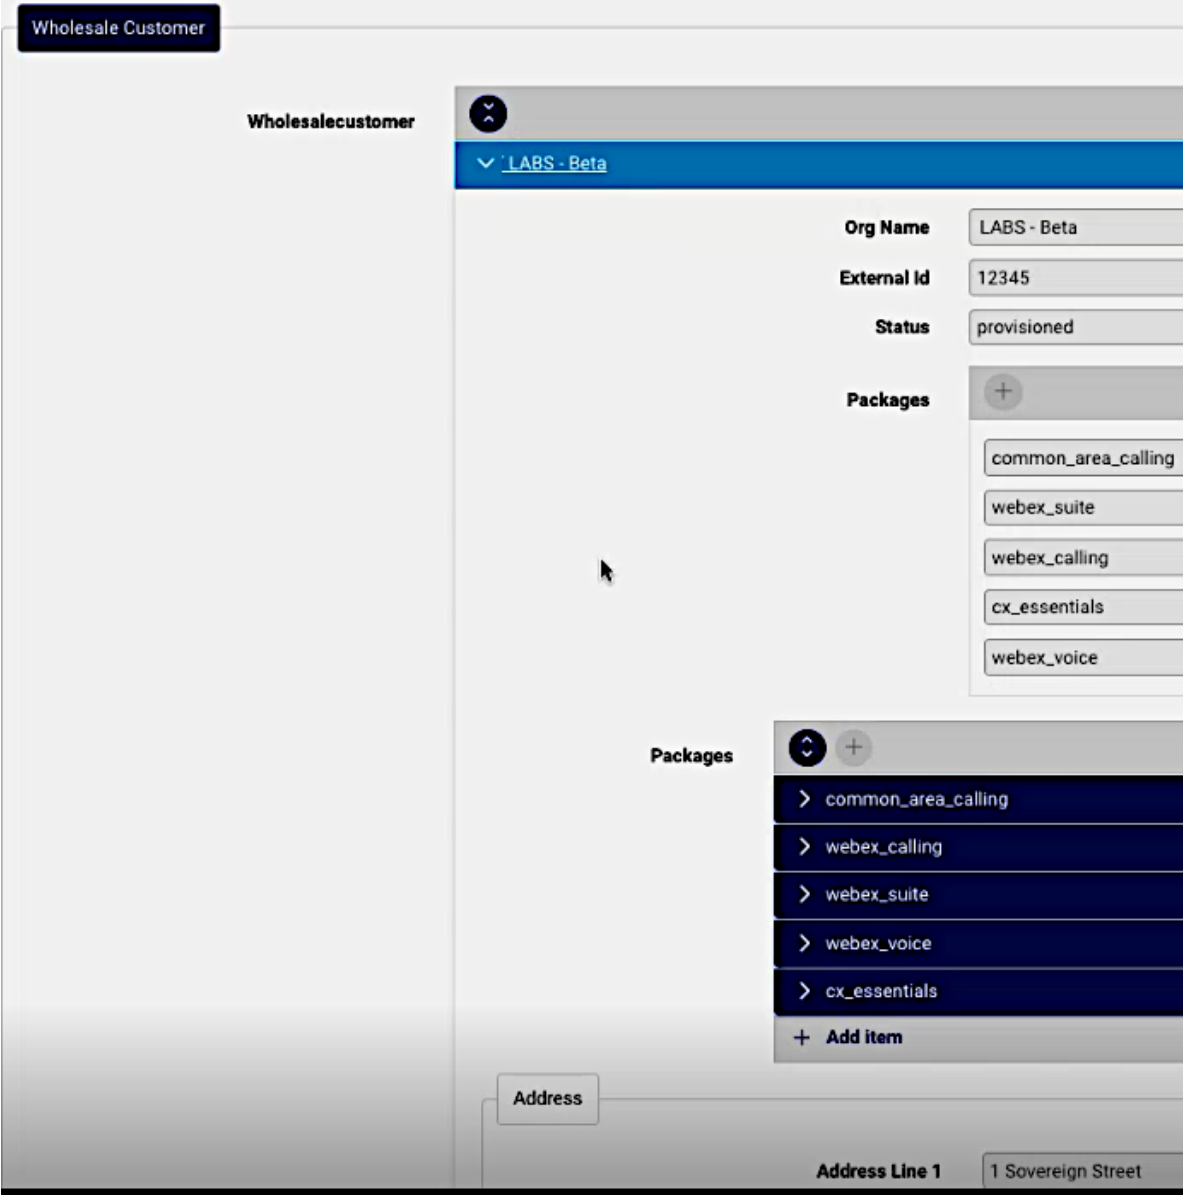 Wholesale Customer
Wholesalecustomer
LABS - Beta
Org Name LABS - Beta
External Id 12345
Status provisioned
Packages
common_area_calling
webex_suite
webex_calling
cx_essentials
webex_voice
Packages
common_area_calling
webex_calling
webex_suite
webex_voice
cx_essentials
+ Add item
Address
Address Line 1 1 Sovereign Street